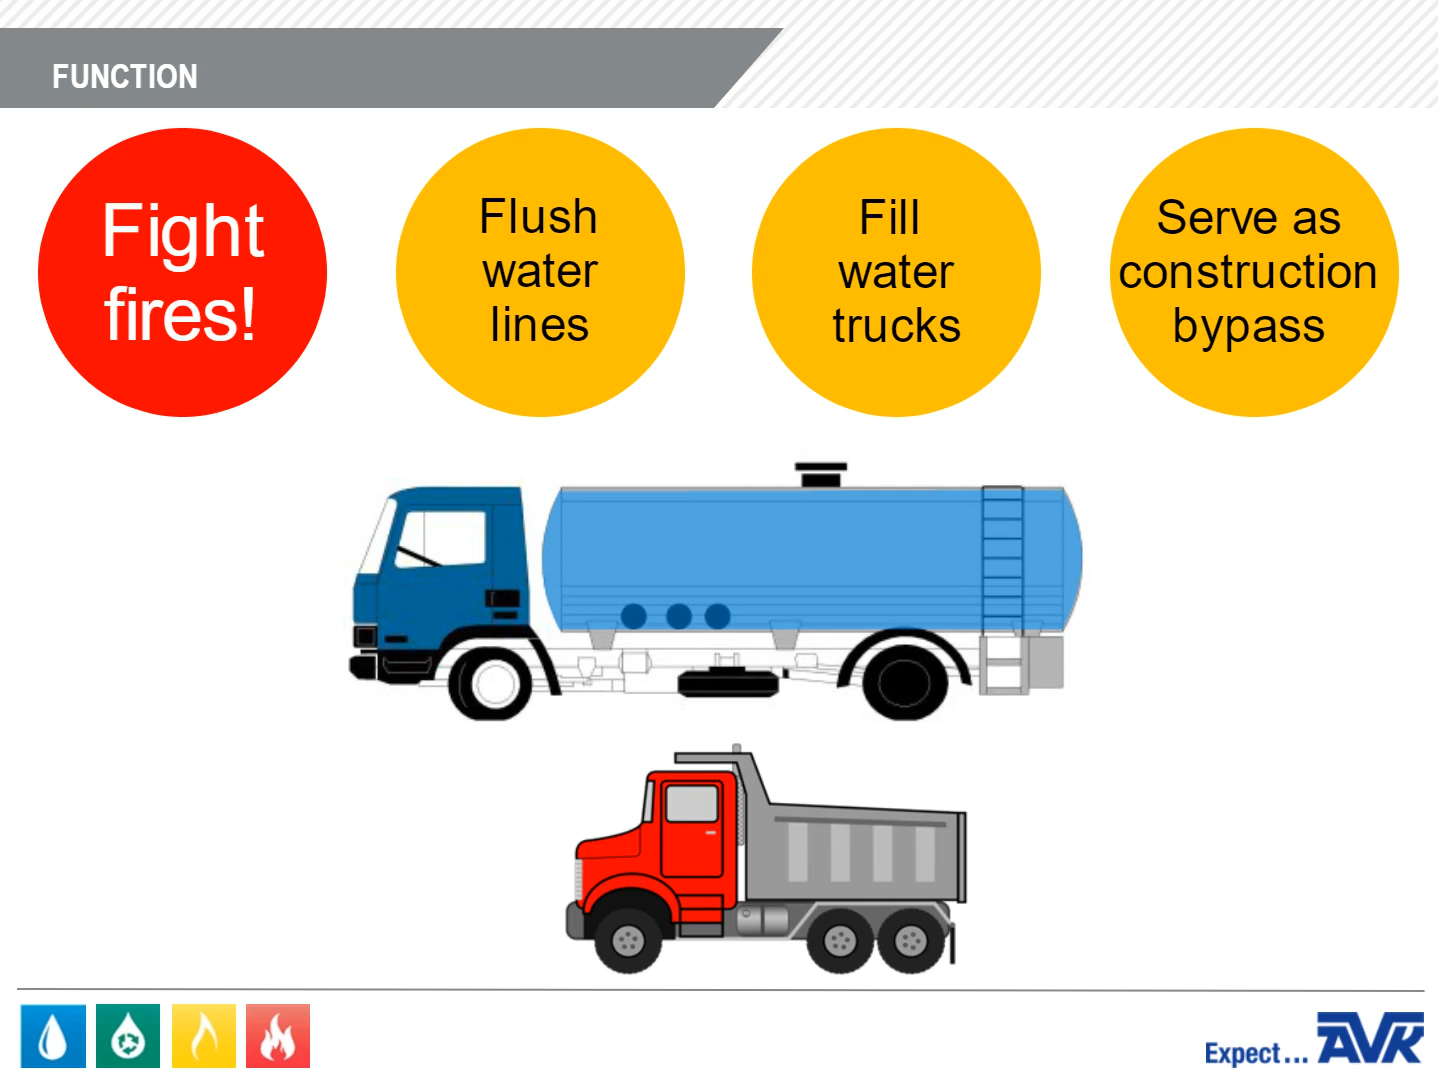 FUNCTION
Fight
fires!
Flush
water
lines
Fill
water
trucks
Serve as
construction
bypass
Expect... AVK